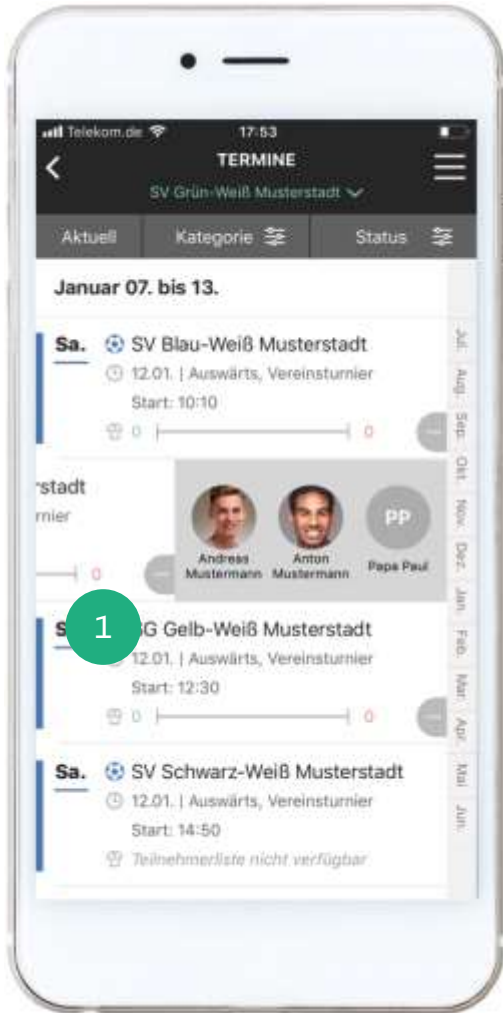 Telekom.de 17:53
TERMINE
SV Grün-Weiß Musterstadt
Aktuell Kategorie Status
Januar 07. bis 13.
Sa. SV Blau-Weiß Musterstadt
12.01. | Auswärts, Vereinsturnier
Start: 10:10
0 0
rstadt
rnier
0
PP
Andreas Mustermann
Anton Mustermann
Papa Paul
1
G Gelb-Weiß Musterstadt
12.01. | Auswärts, Vereinsturnier
Start: 12:30
0 0
Sa. SV Schwarz-Weiß Musterstadt
12.01. | Auswärts, Vereinsturnier
Start: 14:50
Teilnehmerliste nicht verfügbar
Jul.
Aug.
Sep.
Okt.
Nov.
Dez.
Jan.
Feb.
Mar.
Apr.
Mai
Jun.